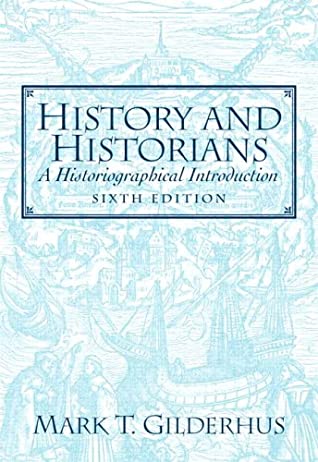 HISTORY AND
HISTORIANS
A Historiographical Introduction
SIXTH EDITION
MARK T. GILDERHUS